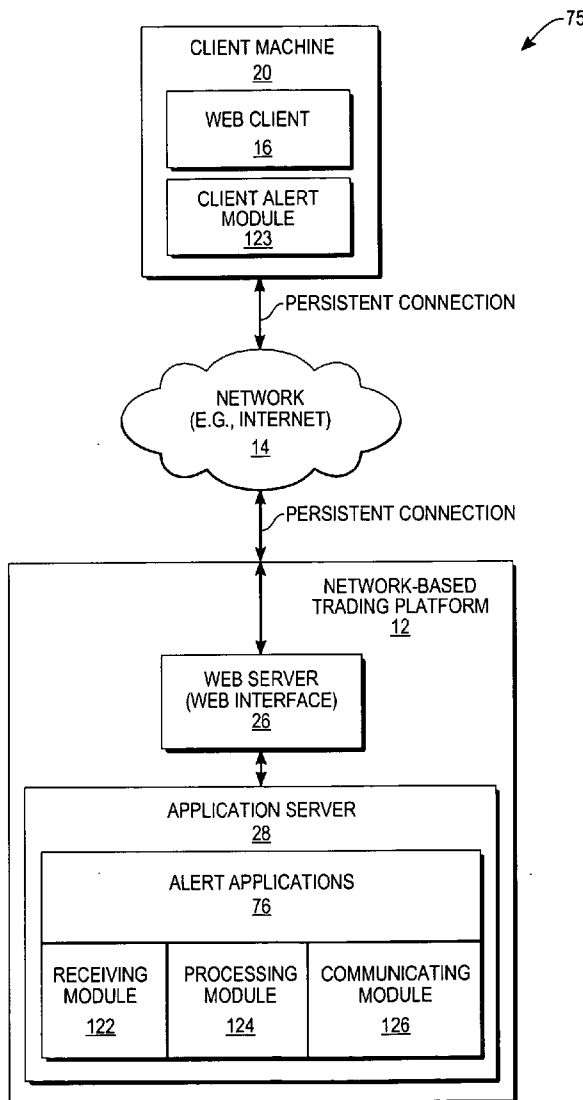 75
CLIENT MACHINE
20
WEB CLIENT
16
CLIENT ALERT
MODULE
123
PERSISTENT CONNECTION
NETWORK
(E.G., INTERNET)
14
PERSISTENT CONNECTION
NETWORK-BASED
TRADING PLATFORM
12
WEB SERVER
(WEB INTERFACE)
26
APPLICATION SERVER
28
ALERT APPLICATIONS
76
RECEIVING
MODULE
122
PROCESSING
MODULE
124
COMMUNICATING
MODULE
126